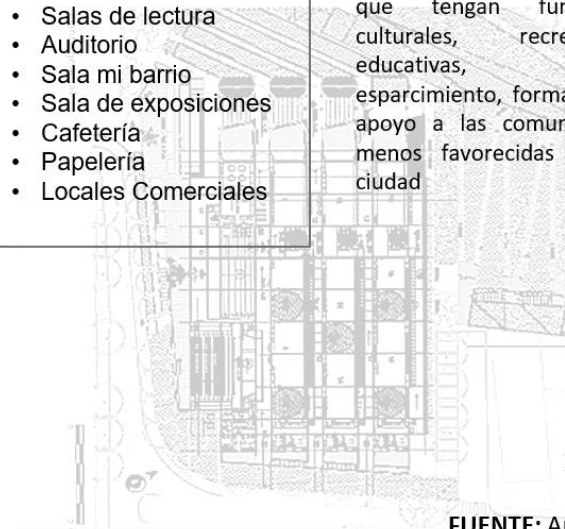 • Salas de lectura
• Auditorio
• Sala mi barrio
• Sala de exposiciones
• Cafetería
• Papelería
• Locales Comerciales
que tengan
culturales,
educativas,
esparcimiento,
apoyo a las
menos favorecidas
ciudad
FUENTE: